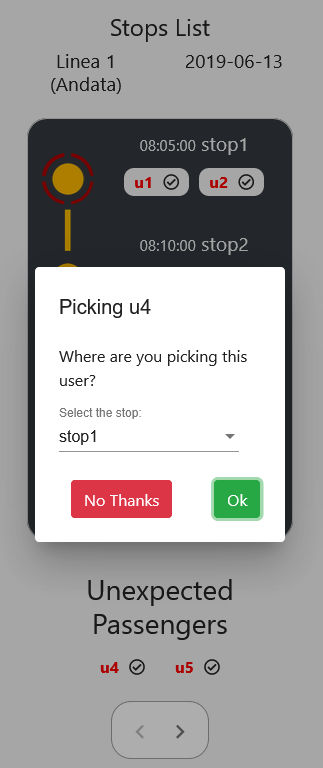 Stops List
Linea 1 2019-06-13
(Andata)
08:05:00 stop1
u1 u2
08:10:00 stop2
Picking u4
Where are you picking this
user?
Select the stop:
stop1
No Thanks Ok
Unexpected
Passengers
u4 u5